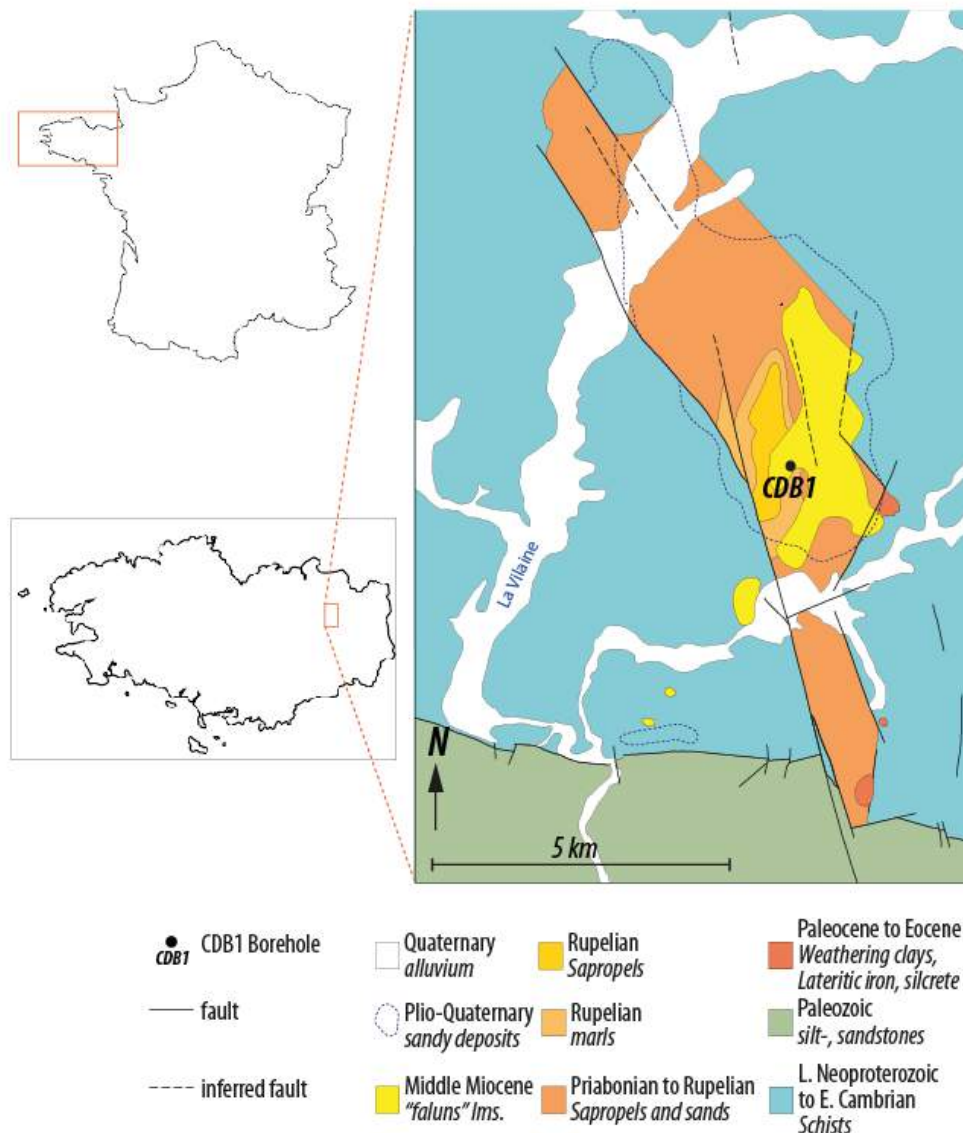 La Vilaine
CDB1
N
5 km
CDB1
CDB1 Borehole
fault
inferred fault
Quaternary
alluvium
Plio-Quaternary
sandy deposits
Middle Miocene
"faluns" lms.
Rupelian
Sapropels
Rupelian
marls
Priabonian to Rupelian
Sapropels and sands
Paleocene to Eocene
Weathering clays,
Lateritic iron, silcrete
Paleozoic
silt-, sandstones
L. Neoproterozoic
to E. Cambrian
Schists